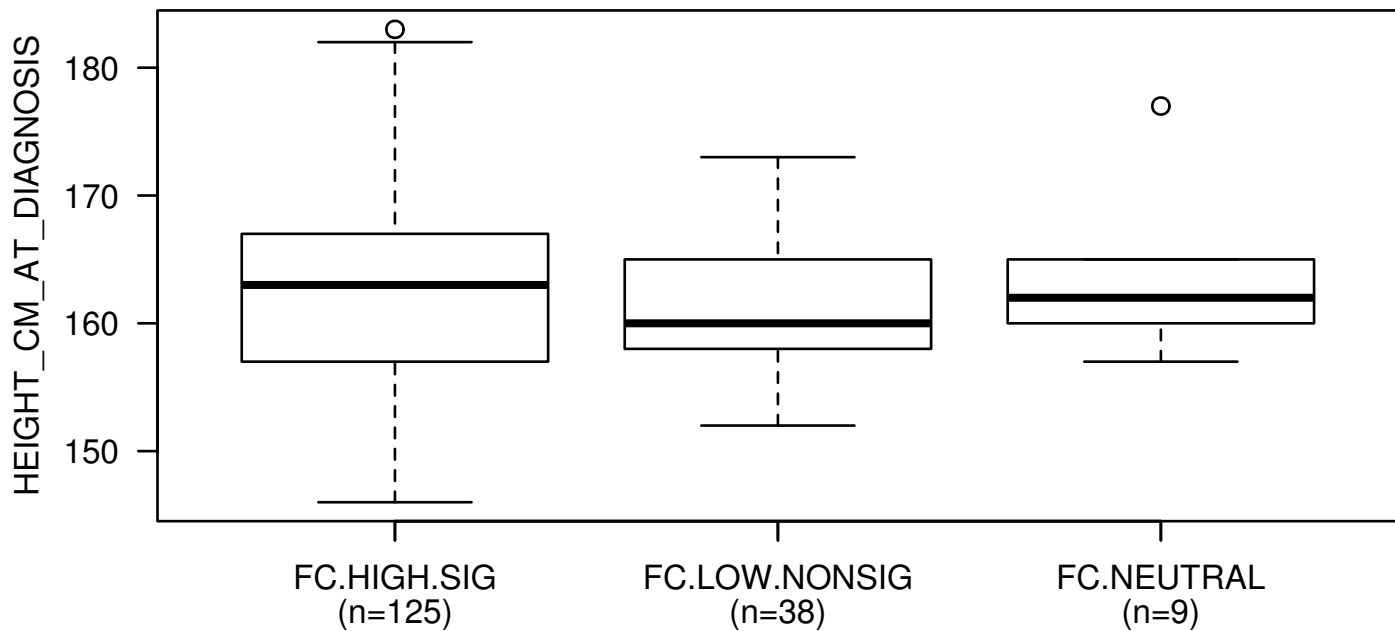 HEIGHT_CM_AT_DIAGNOSIS
180
170
160
150
FC.HIGH.SIG
(n=125)
FC.LOW.NONSIG
(n=38)
FC.NEUTRAL
(n=9)